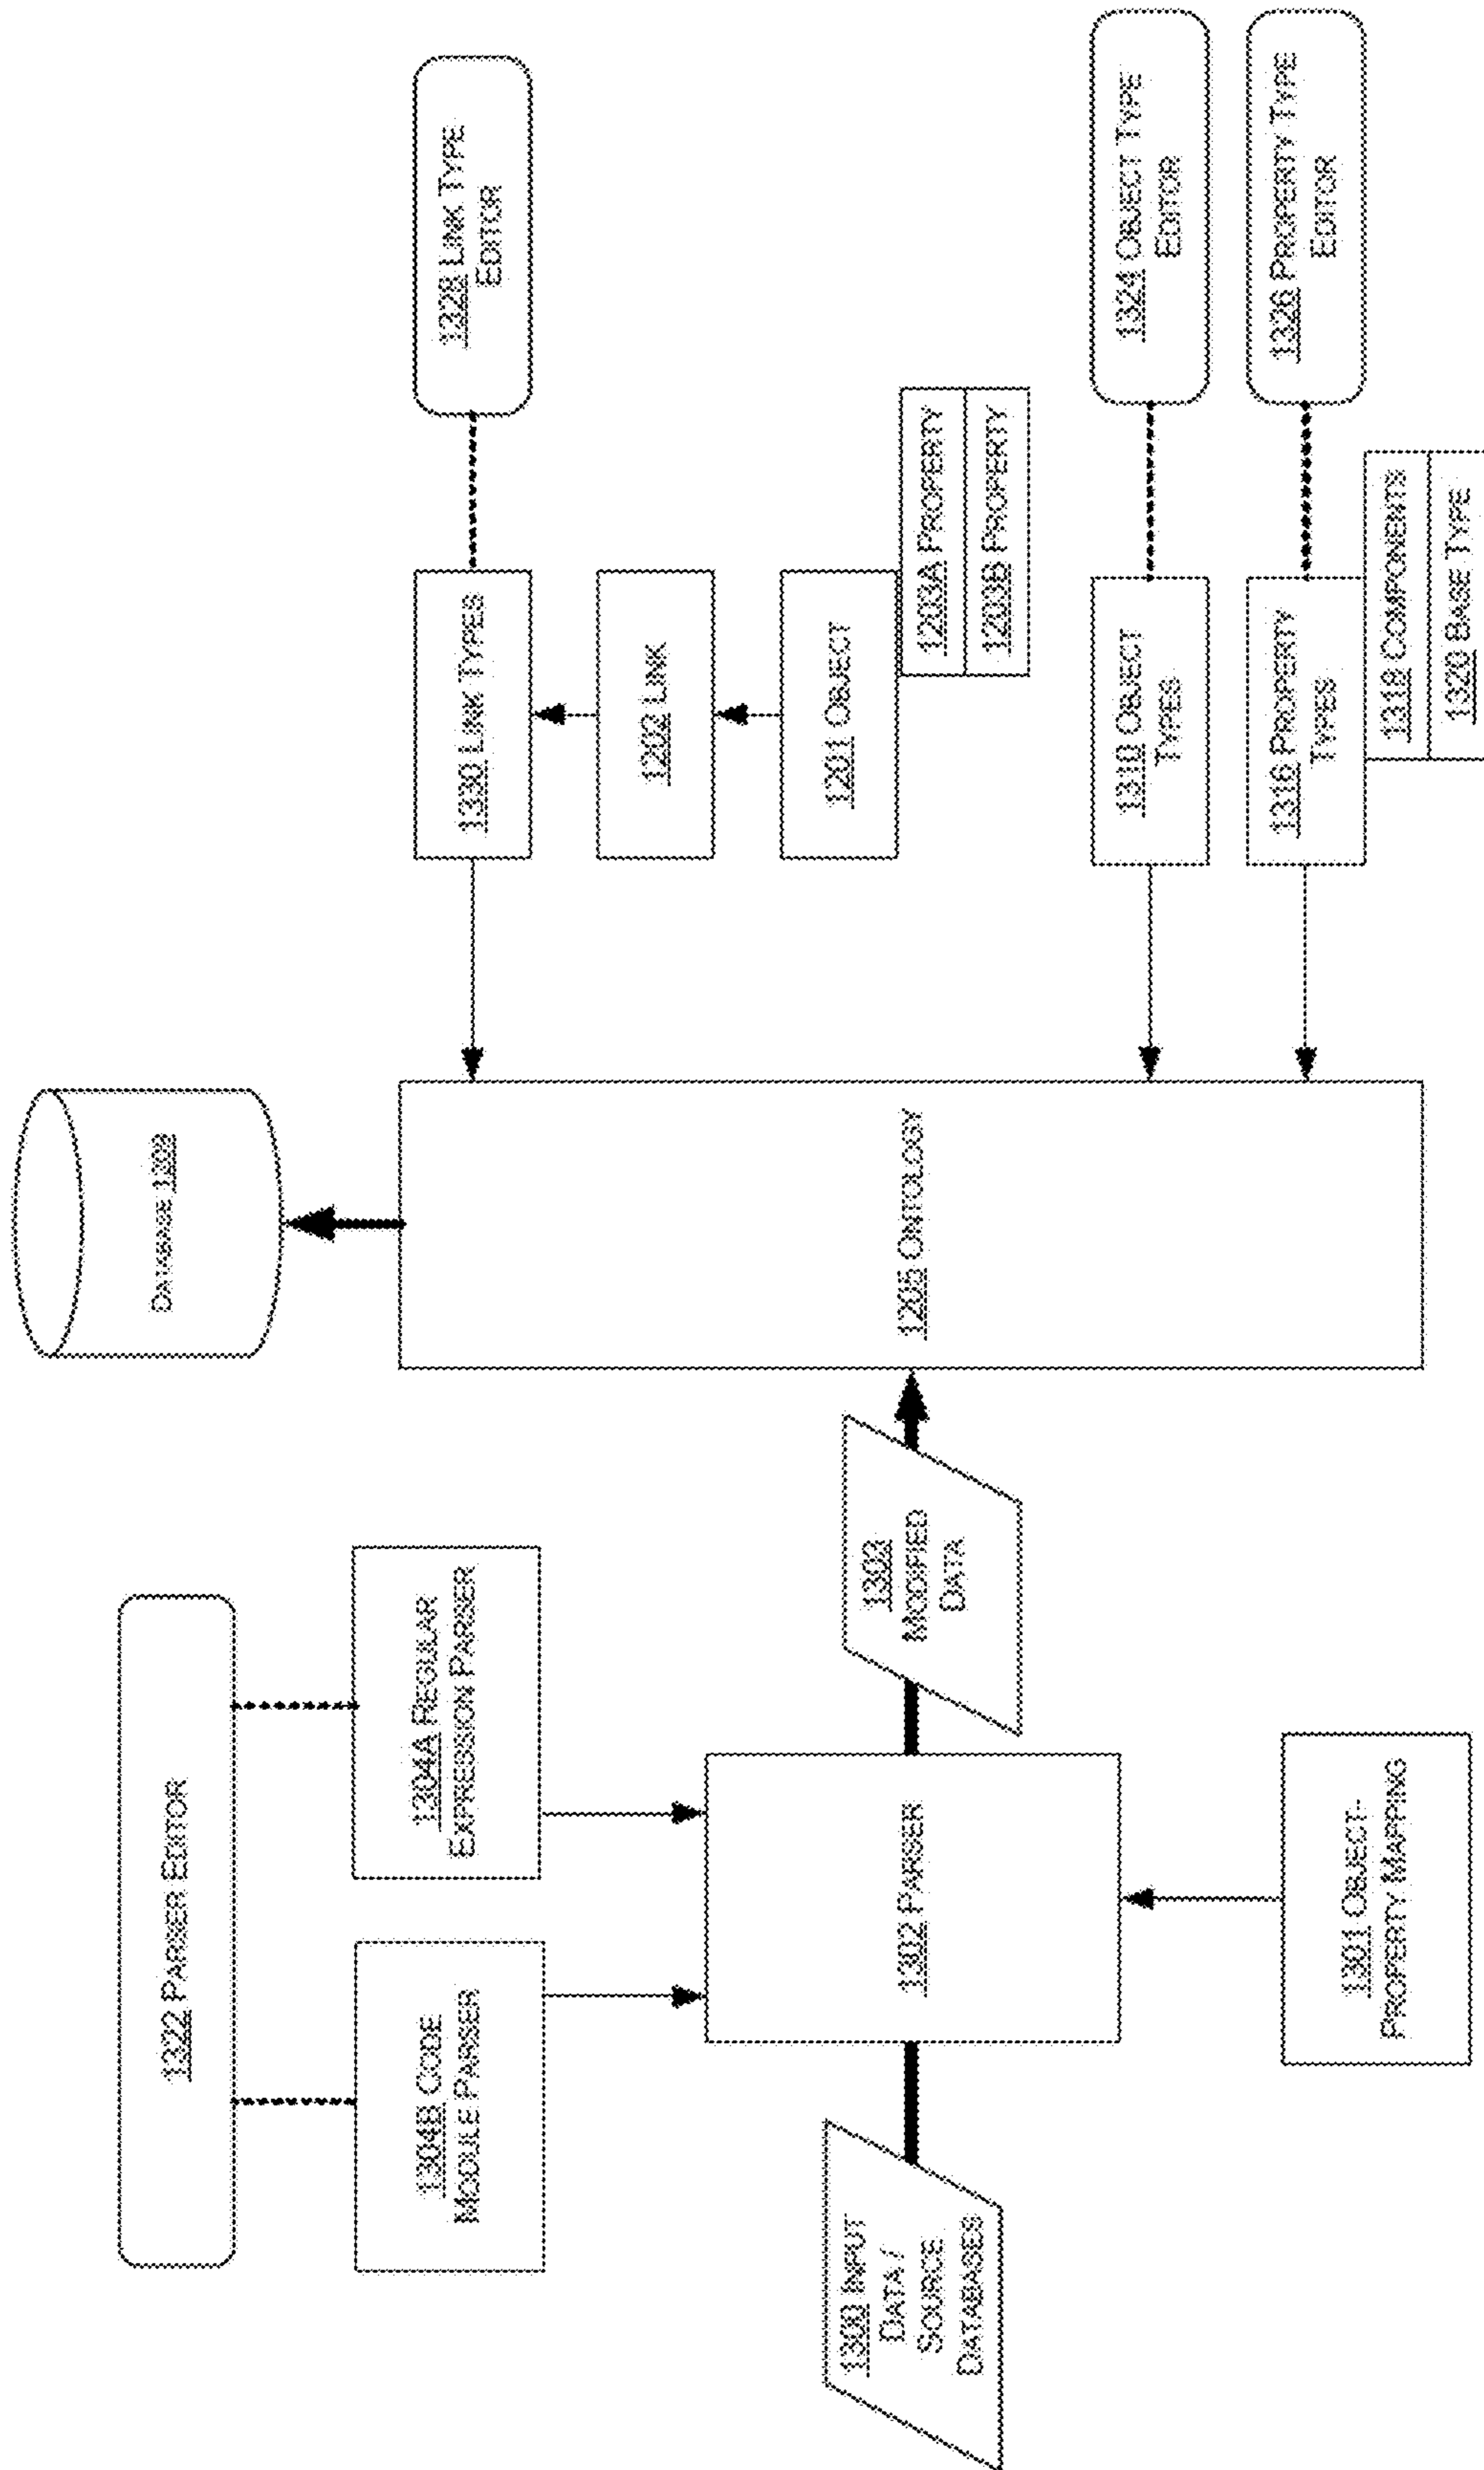 DATABASE 1209
1322 PARSER EDITOR
1304B CODE
MODULE PARSER
1304A REGULAR
EXPRESSION PARSER
1330 LINK TYPES
1328 LINK TYPE
EDITOR
1202 LINK
1300 INPUT
DATA /
SOURCE
DATABASES
1302 PARSER
1303
MODIFIED
DATA
1205 ONTOLOGY
1201 OBJECT
1203A PROPERTY
1203B PROPERTY
1310 OBJECT
TYPES
1324 OBJECT TYPE
EDITOR
1301 OBJECT-
PROPERTY MAPPING
1316 PROPERTY
TYPES
1326 PROPERTY TYPE
EDITOR
1318 COMPONENTS
1320 BASE TYPE